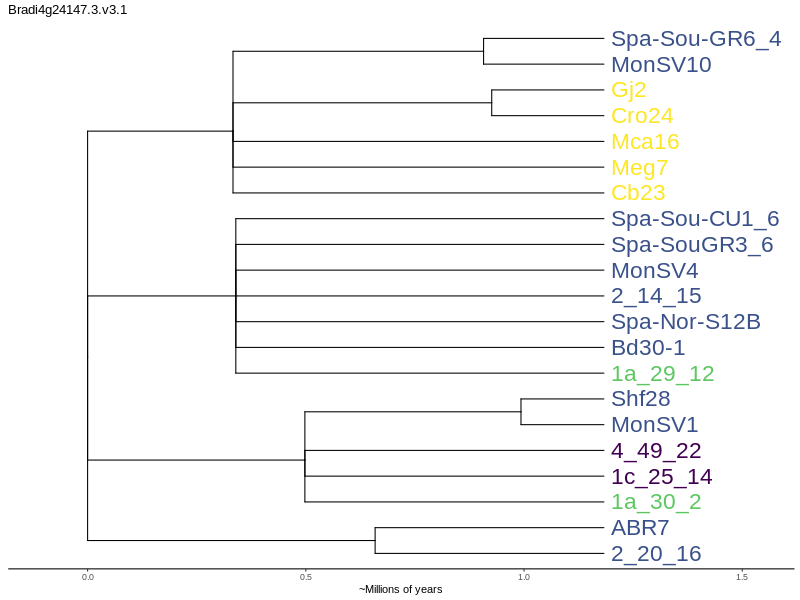 Bradi4g24147.3.v3.1
Spa-Sou-GR6_4
MonSV10
Gj2
Cro24
Mca16
Meg7
Cb23
Spa-Sou-CU1_6
Spa-SouGR3_6
MonSV4
2_14_15
Spa-Nor-S12B
Bd30-1
1a_29_12
Shf28
MonSV1
4_49_22
1c_25_14
1a_30_2
ABR7
2_20_16
0.0 0.5 1.0 1.5
~Millions of years